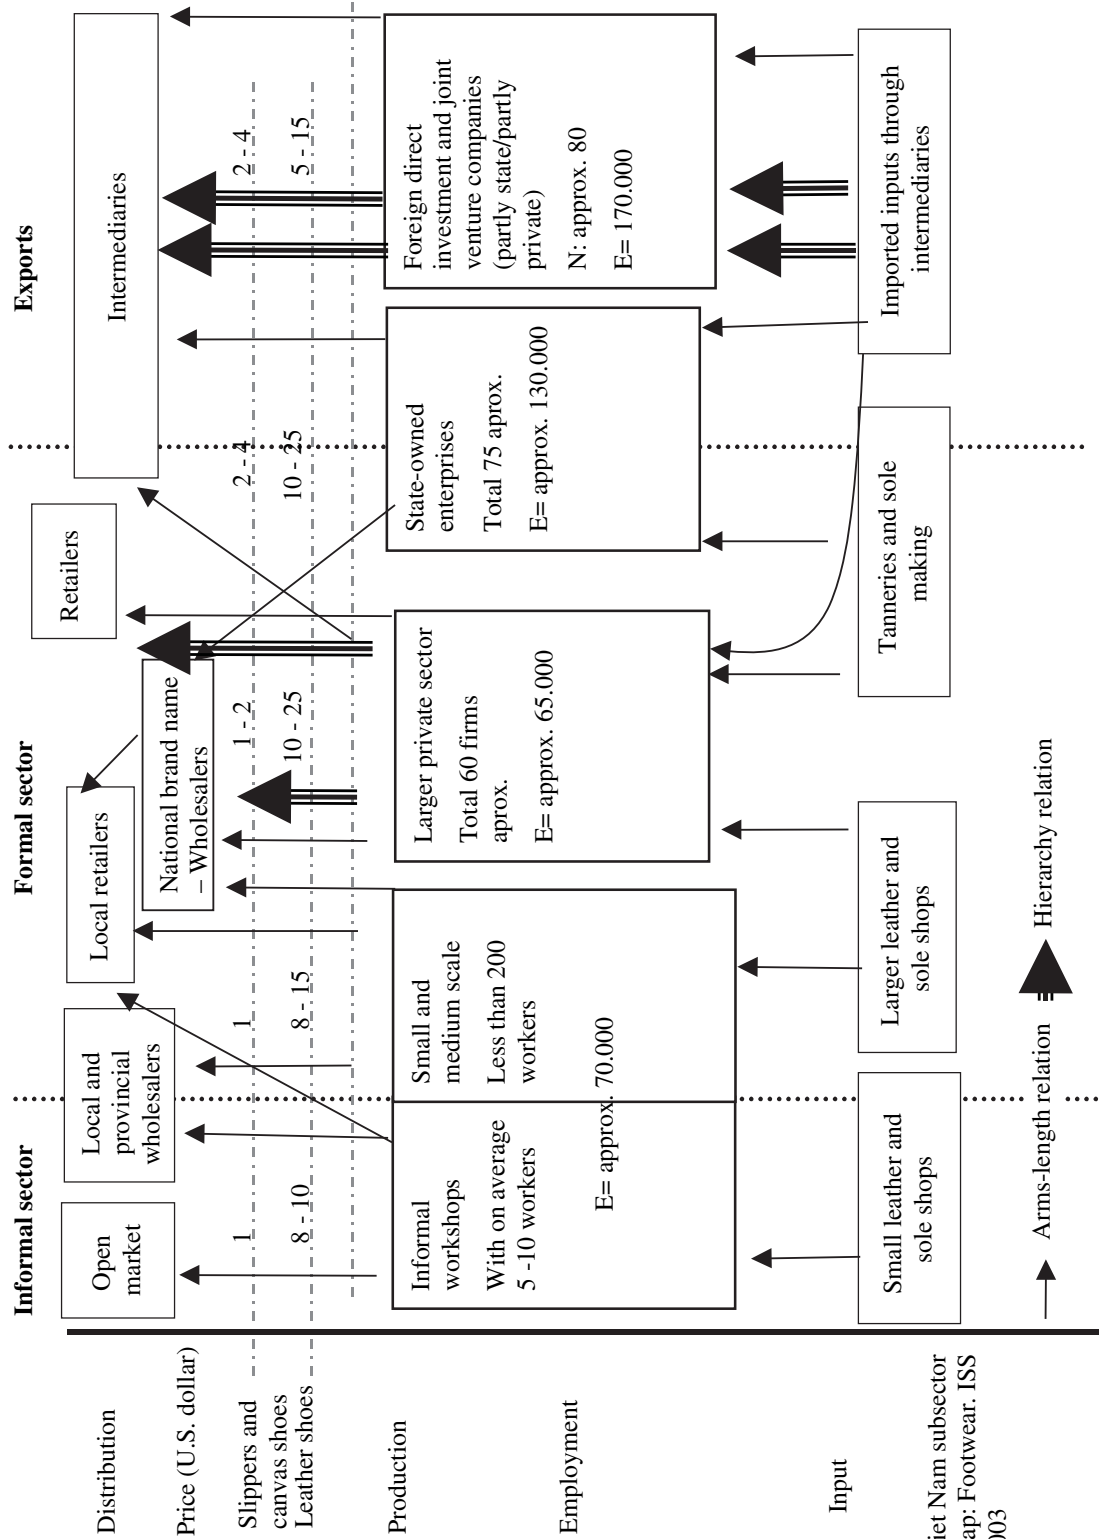 Informal sector
Formal sector
Exports
Distribution
Open
market
Local and
provincial
wholesalers
Local retailers
National brand name
– Wholesalers
Retailers
Intermediaries
Price (U.S. dollar)
Slippers and
canvas shoes
1
1
1 - 2
2 - 4
2 - 4
Leather shoes
8 - 10
8 - 15
10 - 25
10 - 25
5 - 15
Production
Informal
workshops
With on average
5 -10 workers
Small and
medium scale
Less than 200
workers
E= approx. 70.000
Larger private sector
Total 60 firms
aprox.
E= approx. 65.000
State-owned
enterprises
Total 75 aprox.
E= approx. 130.000
Foreign direct
investment and joint
venture companies
(partly state/partly
private)
N: approx. 80
E= 170.000
Employment
Input
Small leather and
sole shops
Larger leather and
sole shops
Tanneries and sole
making
Imported inputs through
intermediaries
iet Nam subsector
ap: Footwear. ISS
003
Arms-length relation
Hierarchy relation